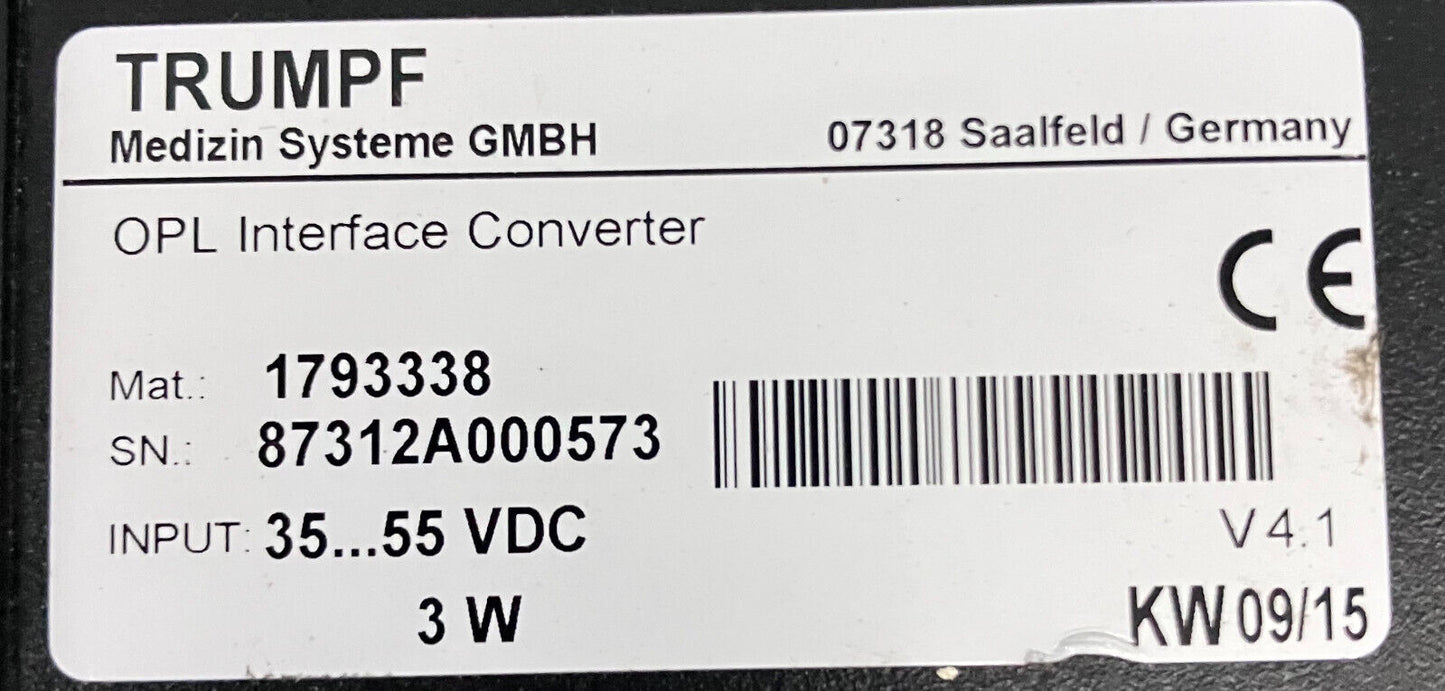 TRUMPF
Medizin Systeme GMBH 07318 Saalfeld / Germany
OPL Interface Converter
CE
Mat.: 1793338
SN.: 87312A000573
INPUT: 35...55 VDC
V 4.1
3 W
KW 09/15